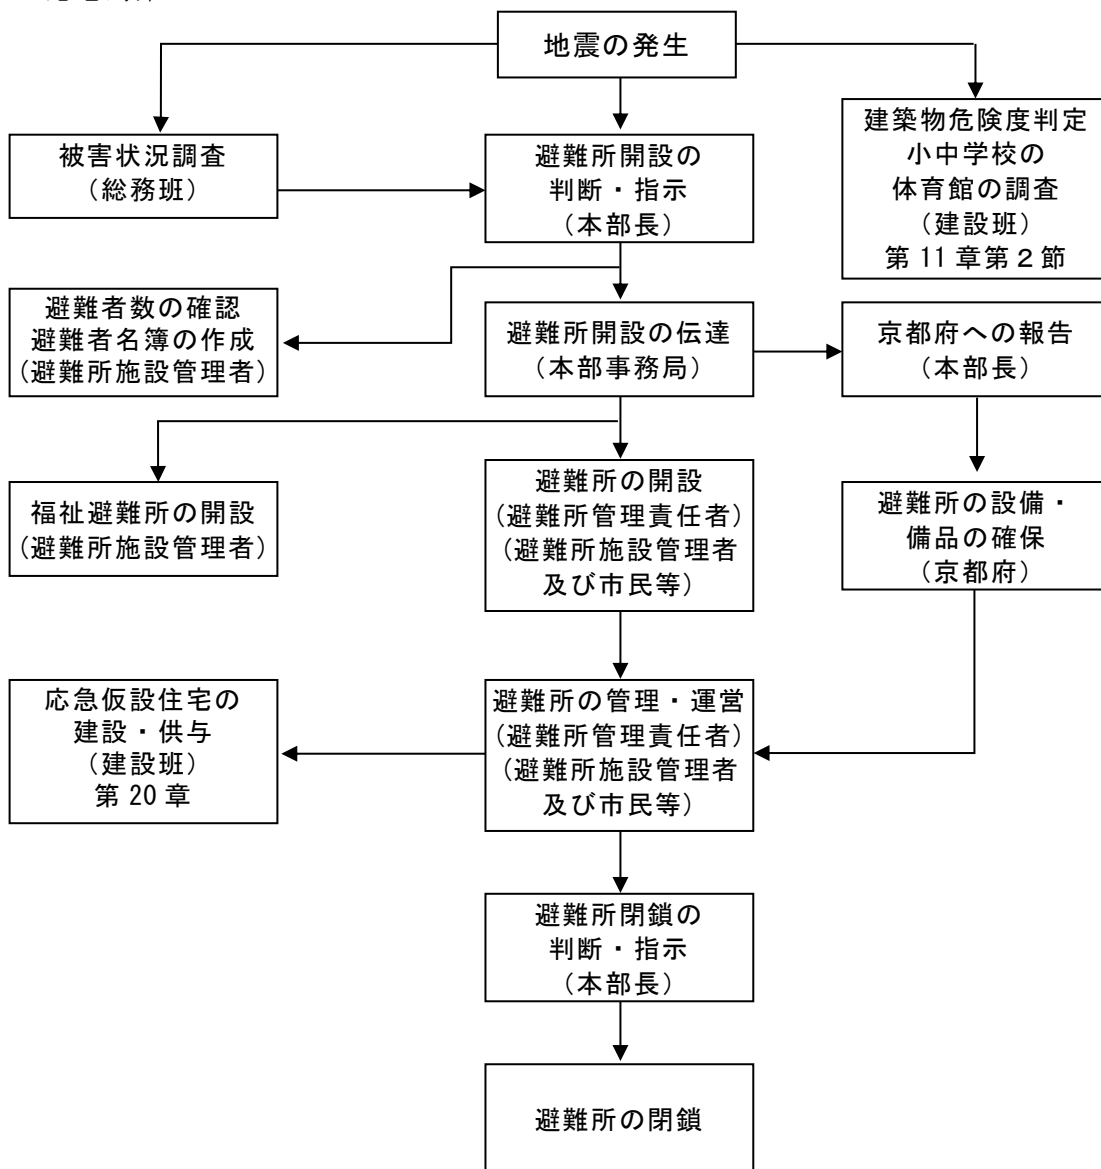 地震の発生
被害状況調査
（総務班）
避難所開設の
判断・指示
（本部長）
建築物危険度判定
小中学校の
体育館の調査
（建設班）
第11章第２節
避難者数の確認
避難者名簿の作成
（避難所施設管理者）
避難所開設の伝達
（本部事務局）
京都府への報告
（本部長）
福祉避難所の開設
（避難所施設管理者）
避難所の開設
（避難所管理責任者）
（避難所施設管理者
及び市民等）
避難所の設備・
備品の確保
（京都府）
応急仮設住宅の
建設・供与
（建設班）
第20章
避難所の管理・運営
（避難所管理責任者）
（避難所施設管理者
及び市民等）
避難所閉鎖の
判断・指示
（本部長）
避難所の閉鎖